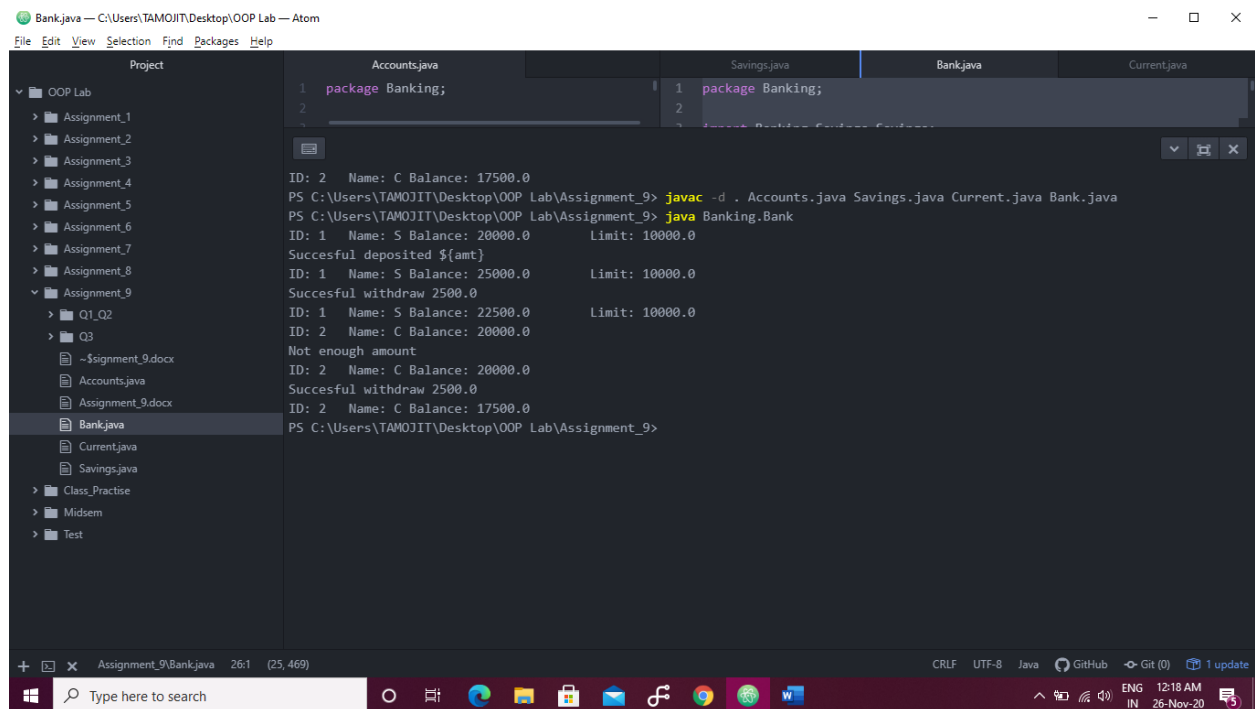 Bank.java — C:\Users\TAMOJIT\Desktop\OOP Lab — Atom
File Edit View Selection Find Packages Help
Project
Accounts.java
Savings.java
Bank.java
Current.java
OOP Lab
Assignment_1
Assignment_2
Assignment_3
Assignment_4
Assignment_5
Assignment_6
Assignment_7
Assignment_8
Assignment_9
Q1_Q2
Q3
~$signment_9.docx
Accounts.java
Assignment_9.docx
Bank.java
Current.java
Savings.java
Class_Practise
Midsem
Test
1 package Banking;
2
1 package Banking;
2
3 import Banking.Savings.Savings;
ID: 2 Name: C Balance: 17500.0
PS C:\Users\TAMOJIT\Desktop\OOP Lab\Assignment_9> javac -d . Accounts.java Savings.java Current.java Bank.java
PS C:\Users\TAMOJIT\Desktop\OOP Lab\Assignment_9> java Banking.Bank
ID: 1 Name: S Balance: 20000.0 Limit: 10000.0
Succesful deposited ${amt}
ID: 1 Name: S Balance: 25000.0 Limit: 10000.0
Succesful withdraw 2500.0
ID: 1 Name: S Balance: 22500.0 Limit: 10000.0
ID: 2 Name: C Balance: 20000.0
Not enough amount
ID: 2 Name: C Balance: 20000.0
Succesful withdraw 2500.0
ID: 2 Name: C Balance: 17500.0
PS C:\Users\TAMOJIT\Desktop\OOP Lab\Assignment_9>
Assignment_9\Bank.java 26:1 (25, 469)
CRLF UTF-8 Java GitHub Git (0) 1 update
Type here to search
ENG 12:18 AM
IN 26-Nov-20
5